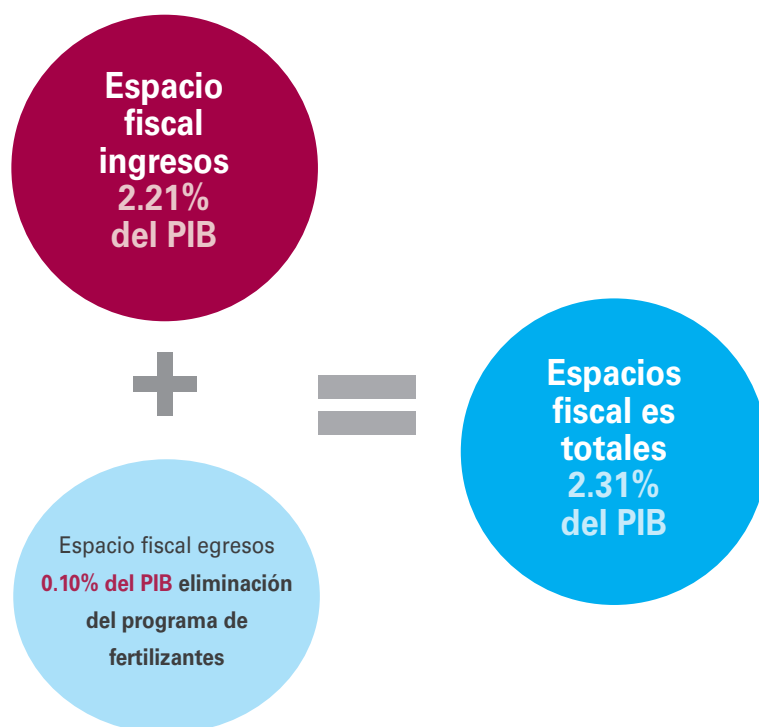 Espacio
fiscal
ingresos
2.21%
del PIB
Espacio fiscal egresos
0.10% del PIB eliminación
del programa de
fertilizantes
Espacios
fiscal es
totales
2.31%
del PIB